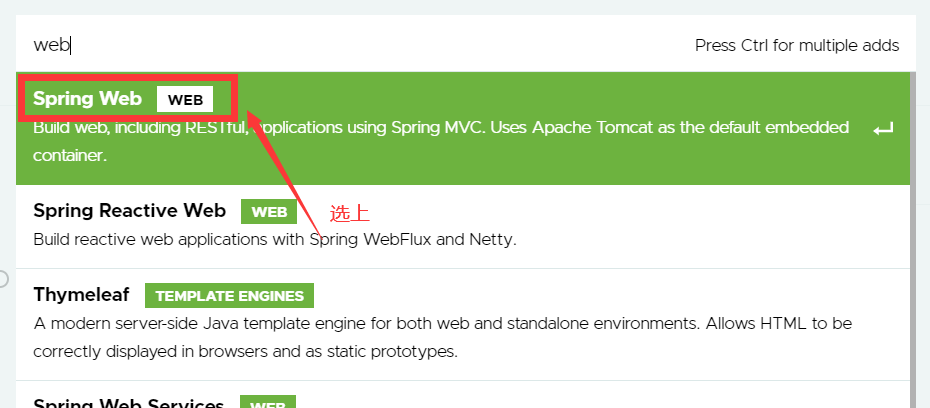 web
Press Ctrl for multiple adds
Spring Web WEB
Build web, including RESTful, applications using Spring MVC. Uses Apache Tomcat as the default embedded
container.
Spring Reactive Web WEB
选上
Build reactive web applications with Spring WebFlux and Netty.
Thymeleaf TEMPLATE ENGINES
A modern server-side Java template engine for both web and standalone environments. Allows HTML to be
correctly displayed in browsers and as static prototypes.
Spring Web Services WEB